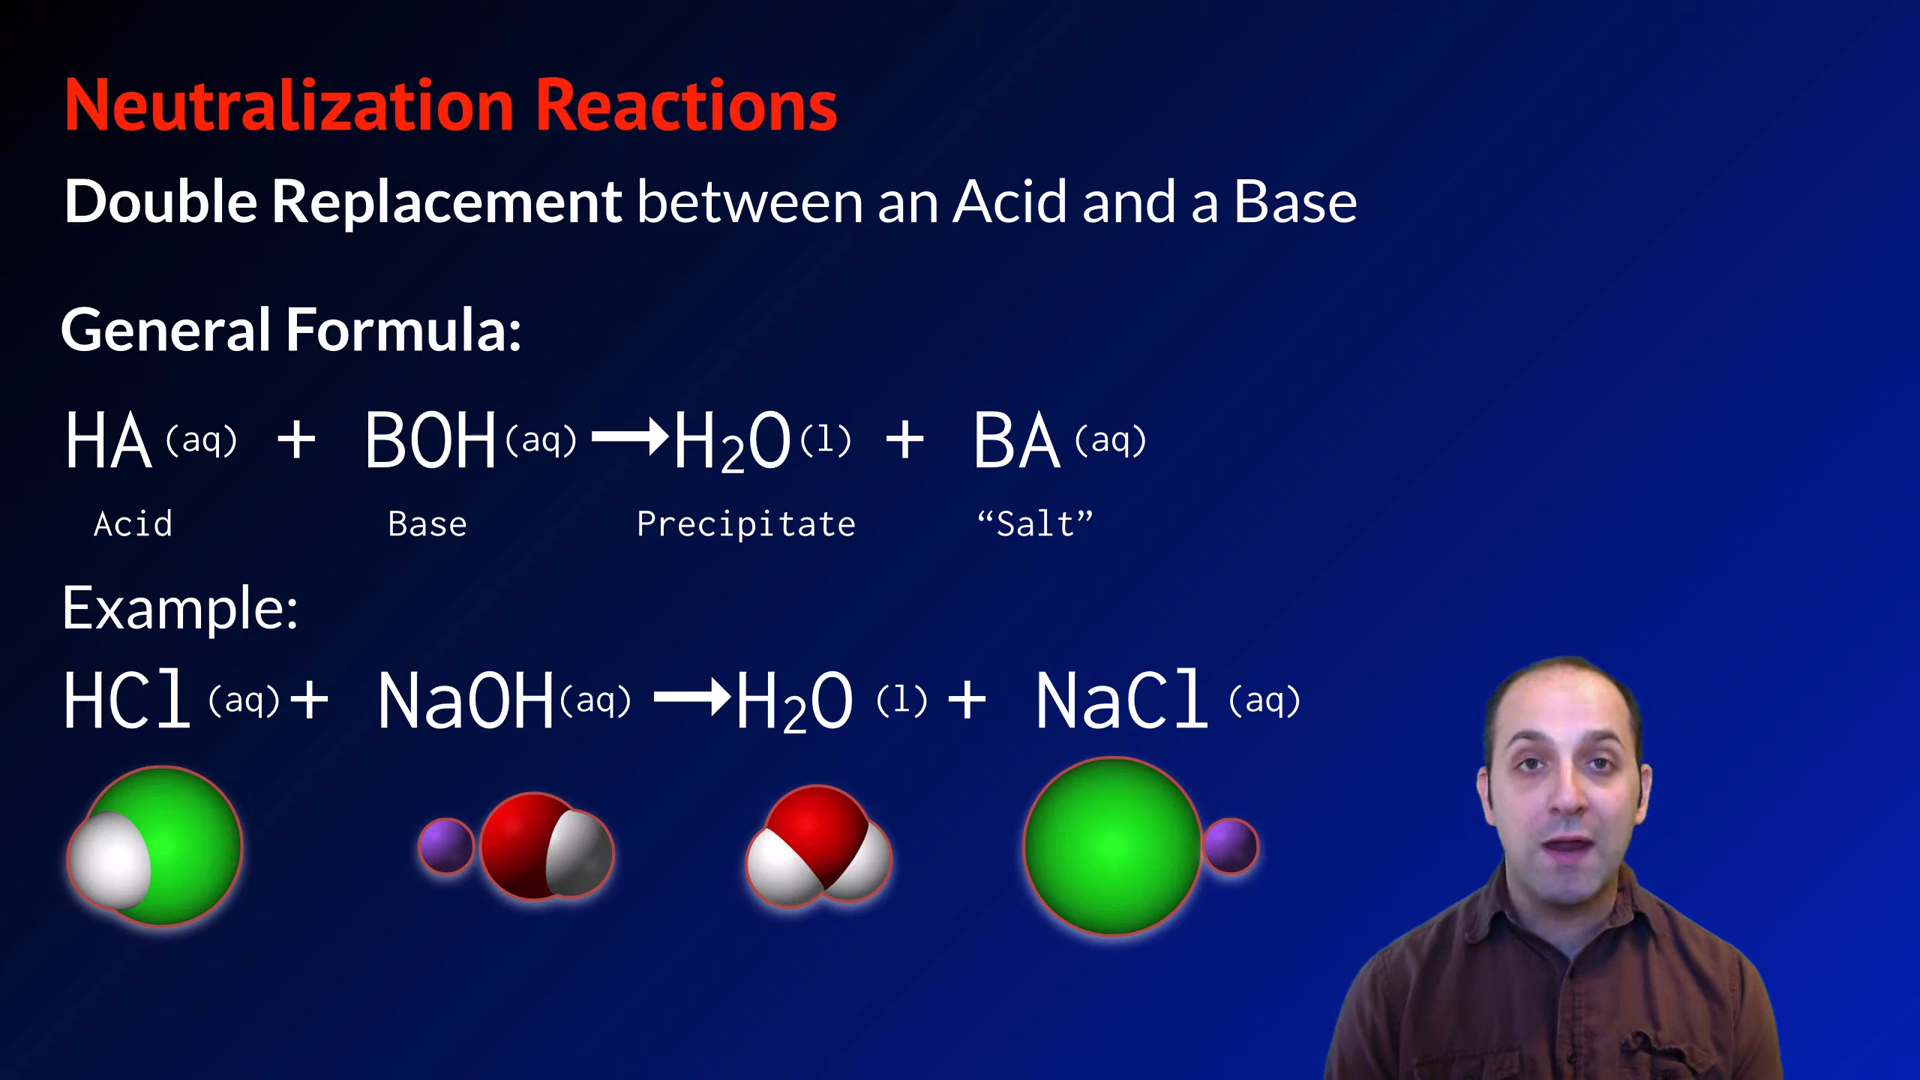 Neutralization Reactions
Double Replacement between an Acid and a Base
General Formula:
HA (aq) + BOH (aq) ➞ H₂O (l) + BA (aq)
Acid Base Precipitate “Salt”
Example:
HCl (aq) + NaOH (aq) ➞ H₂O (l) + NaCl (aq)